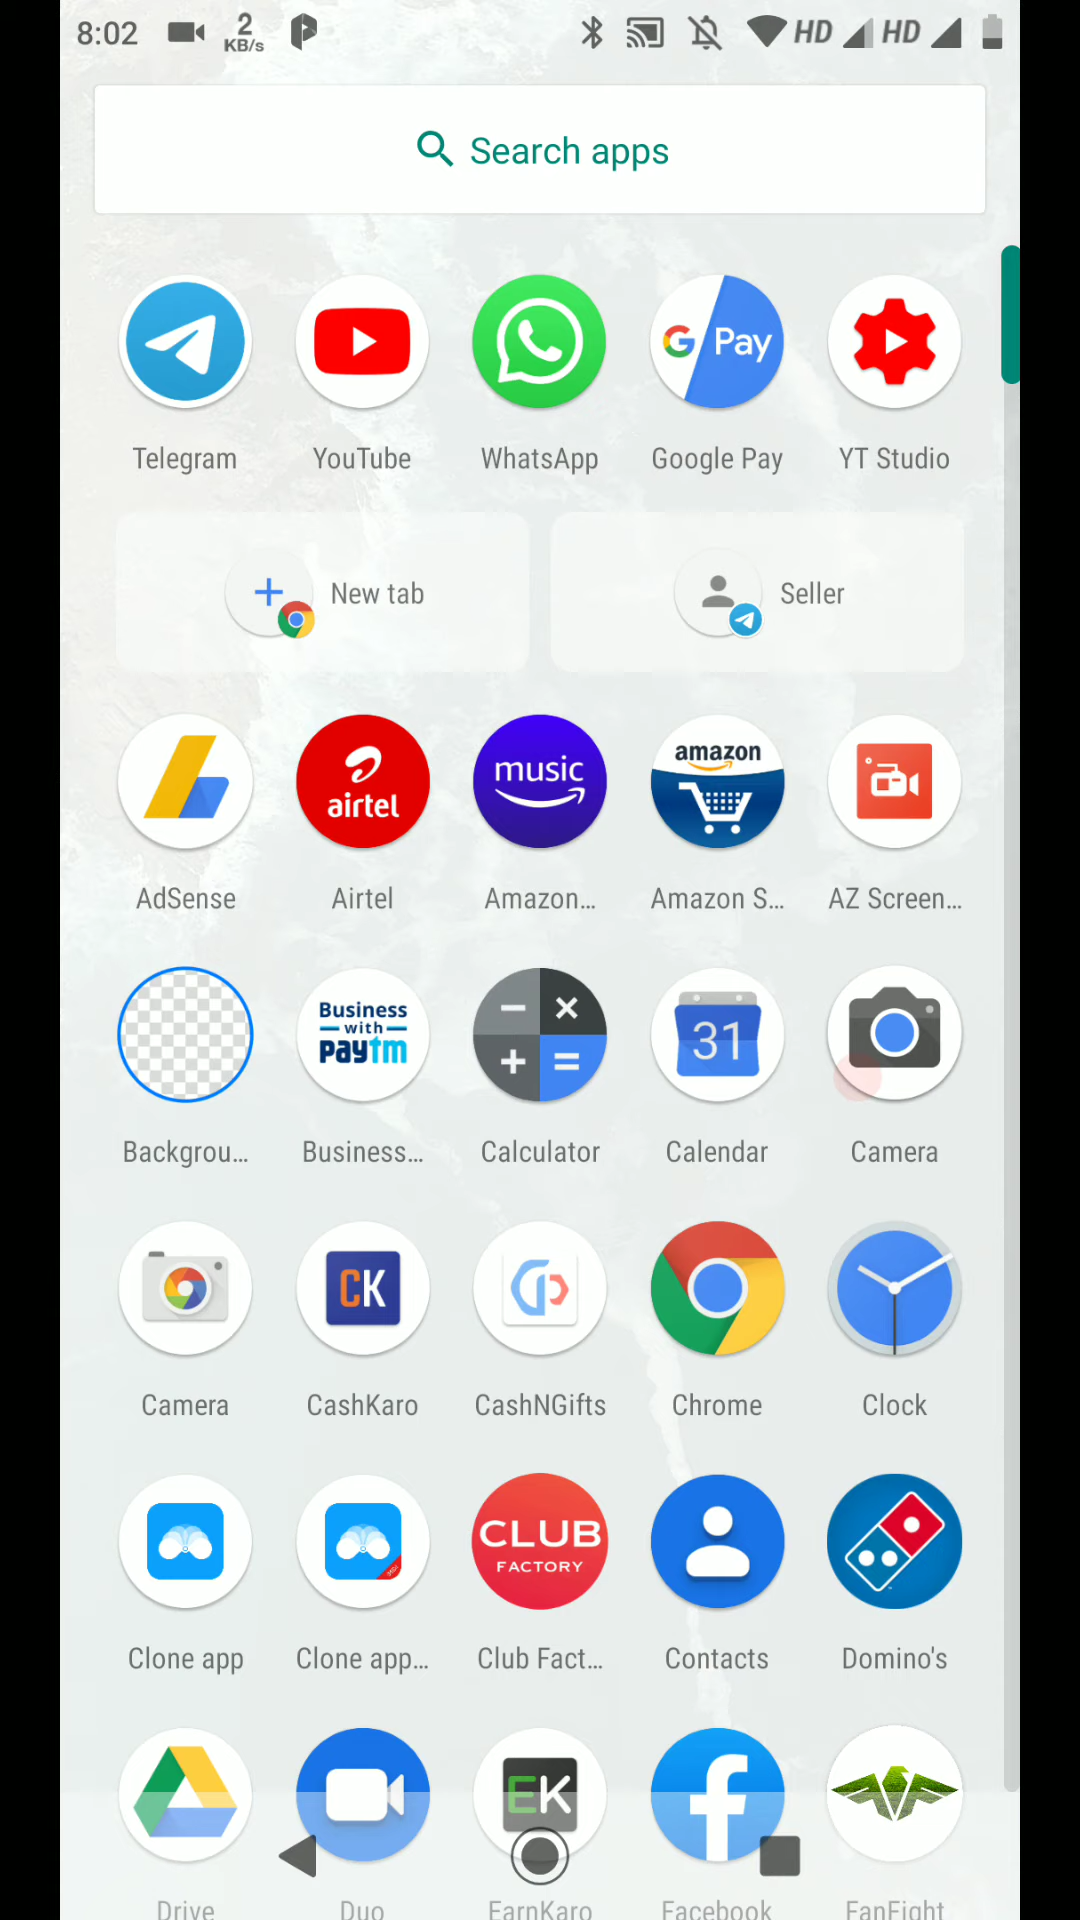 8:02 2 KB/s HD HD
Search apps
G Pay
Telegram YouTube WhatsApp Google Pay YT Studio
New tab Seller
airtel music amazon
AdSense Airtel Amazon... Amazon S... AZ Screen...
Business
with
paytm
31
Backgrou... Business... Calculator Calendar Camera
CK
Camera CashKaro CashNGifts Chrome Clock
CLUB
FACTORY
Clone app Clone app... Club Fact... Contacts Domino's
EK
Drive Duo EarnKaro Facebook FanFight